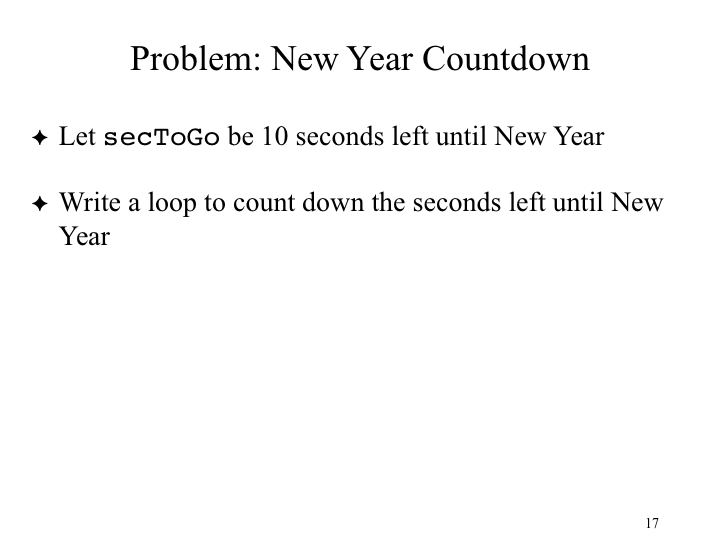 Problem: New Year Countdown
✦ Let secToGo be 10 seconds left until New Year
✦ Write a loop to count down the seconds left until New
Year
17